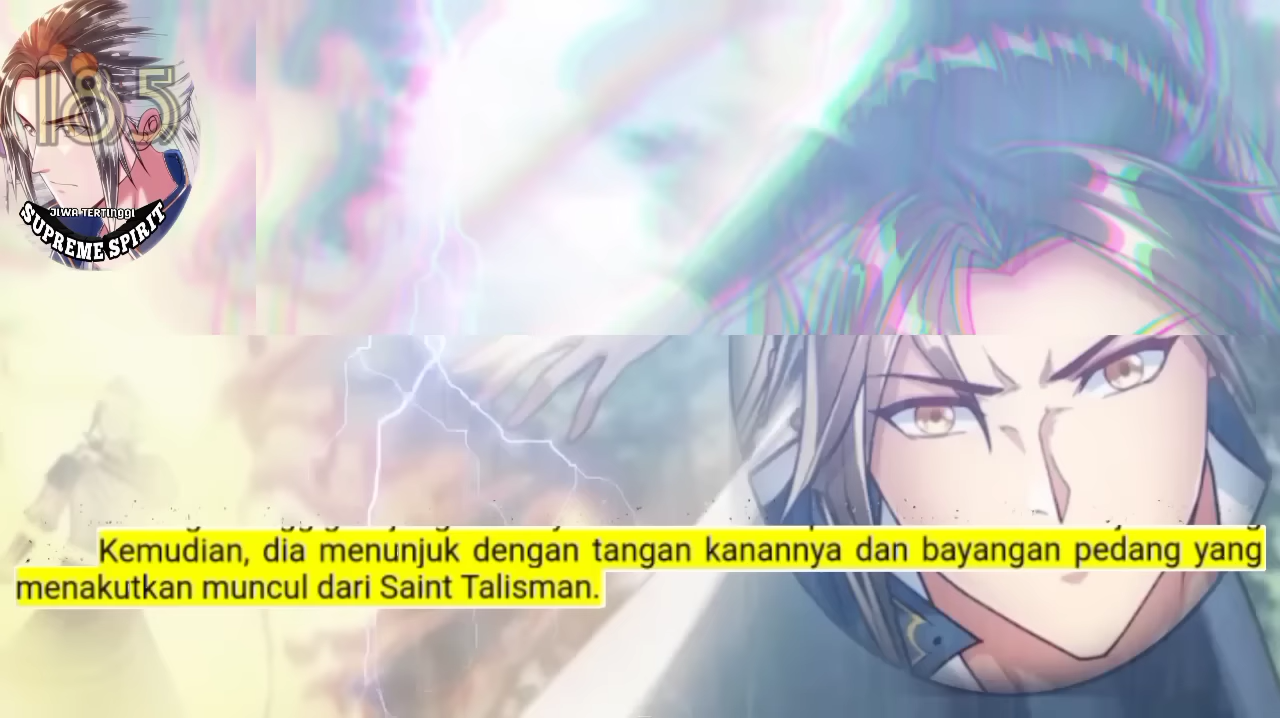 185
JIWA TERTINGGI
SUPREME SPIRIT
Kemudian, dia menunjuk dengan tangan kanannya dan bayangan pedang yang
menakutkan muncul dari Saint Talisman.